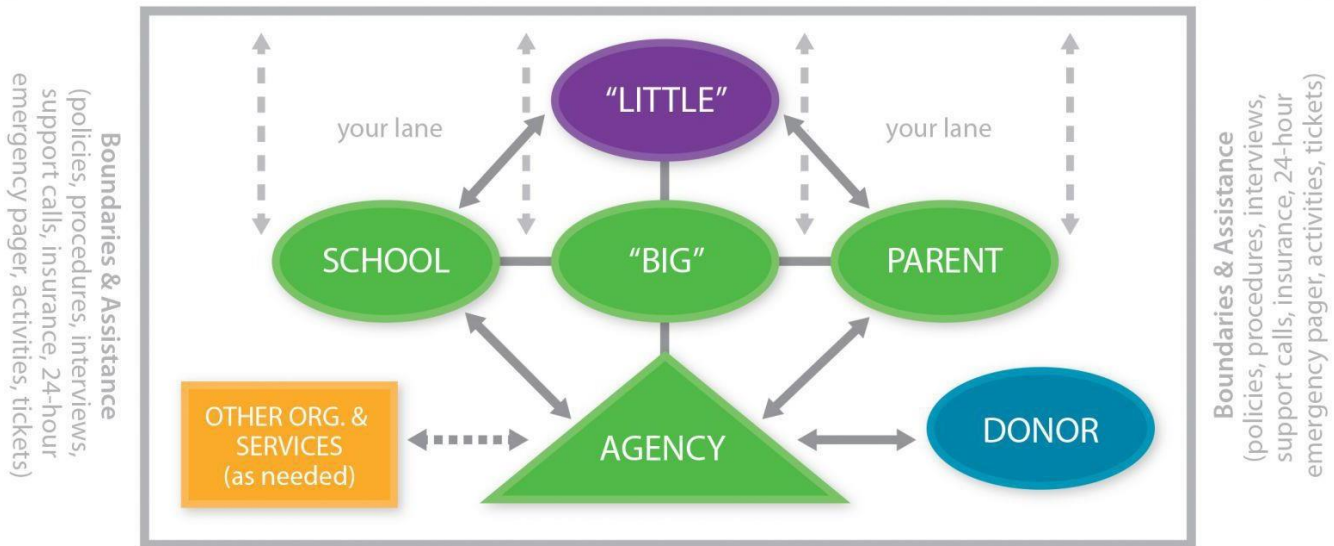 Boundaries & Assistance
(policies, procedures, interviews,
support calls, insurance, 24-hour
emergency pager, activities, tickets)
“LITTLE”
your lane
your lane
SCHOOL
“BIG”
PARENT
OTHER ORG. &
SERVICES
(as needed)
AGENCY
DONOR
Boundaries & Assistance
(policies, procedures, interviews,
support calls, insurance, 24-hour
emergency pager, activities, tickets)